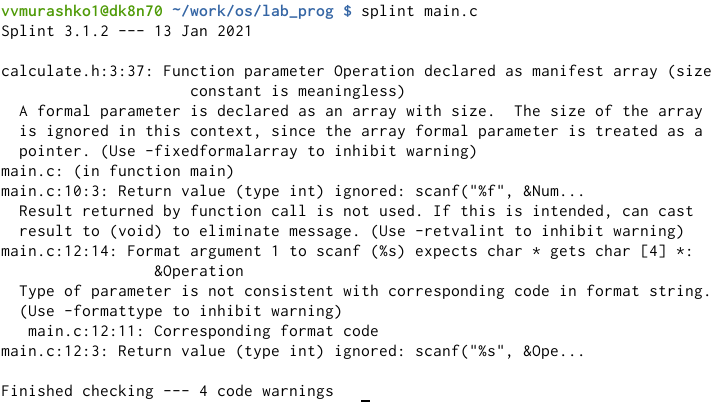 vvmurashko1@dk8n70 ~/work/os/lab_prog $ splint main.c
Splint 3.1.2 --- 13 Jan 2021

calculate.h:3:37: Function parameter Operation declared as manifest array (size
                     constant is meaningless)
  A formal parameter is declared as an array with size.  The size of the array
  is ignored in this context, since the array formal parameter is treated as a
  pointer. (Use -fixedformalarray to inhibit warning)
main.c: (in function main)
main.c:10:3: Return value (type int) ignored: scanf("%f", &Num...
  Result returned by function call is not used. If this is intended, can cast
  result to (void) to eliminate message. (Use -retvalint to inhibit warning)
main.c:12:14: Format argument 1 to scanf (%s) expects char * gets char [4] *:
                 &Operation
  Type of parameter is not consistent with corresponding code in format string.
  (Use -formattype to inhibit warning)
   main.c:12:11: Corresponding format code
main.c:12:3: Return value (type int) ignored: scanf("%s", &Ope...

Finished checking --- 4 code warnings